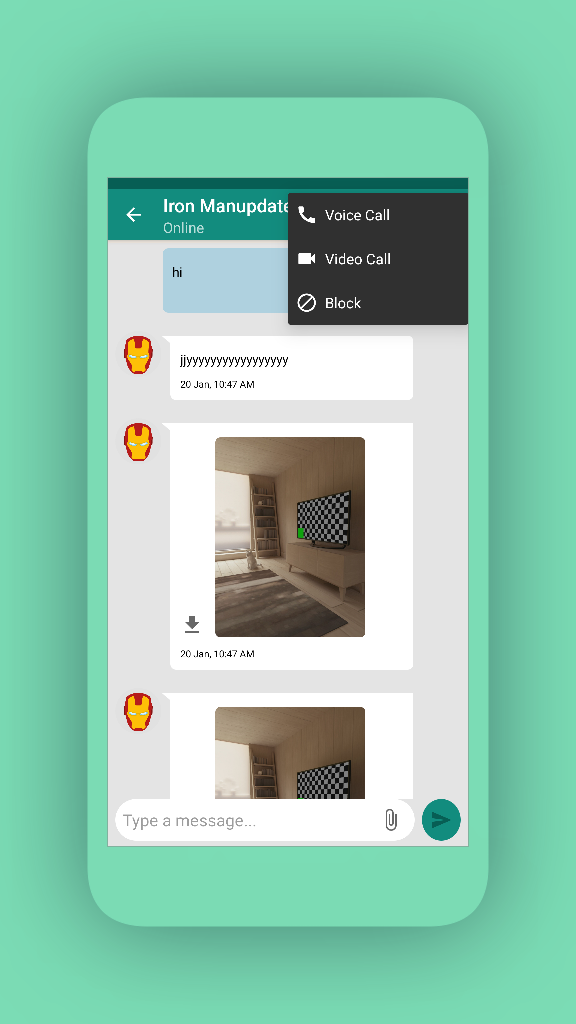 Iron Manupdate
Online
Voice Call
Video Call
Block
hi
jjyyyyyyyyyyyyyyyyy
20 Jan, 10:47 AM
20 Jan, 10:47 AM
Type a message...